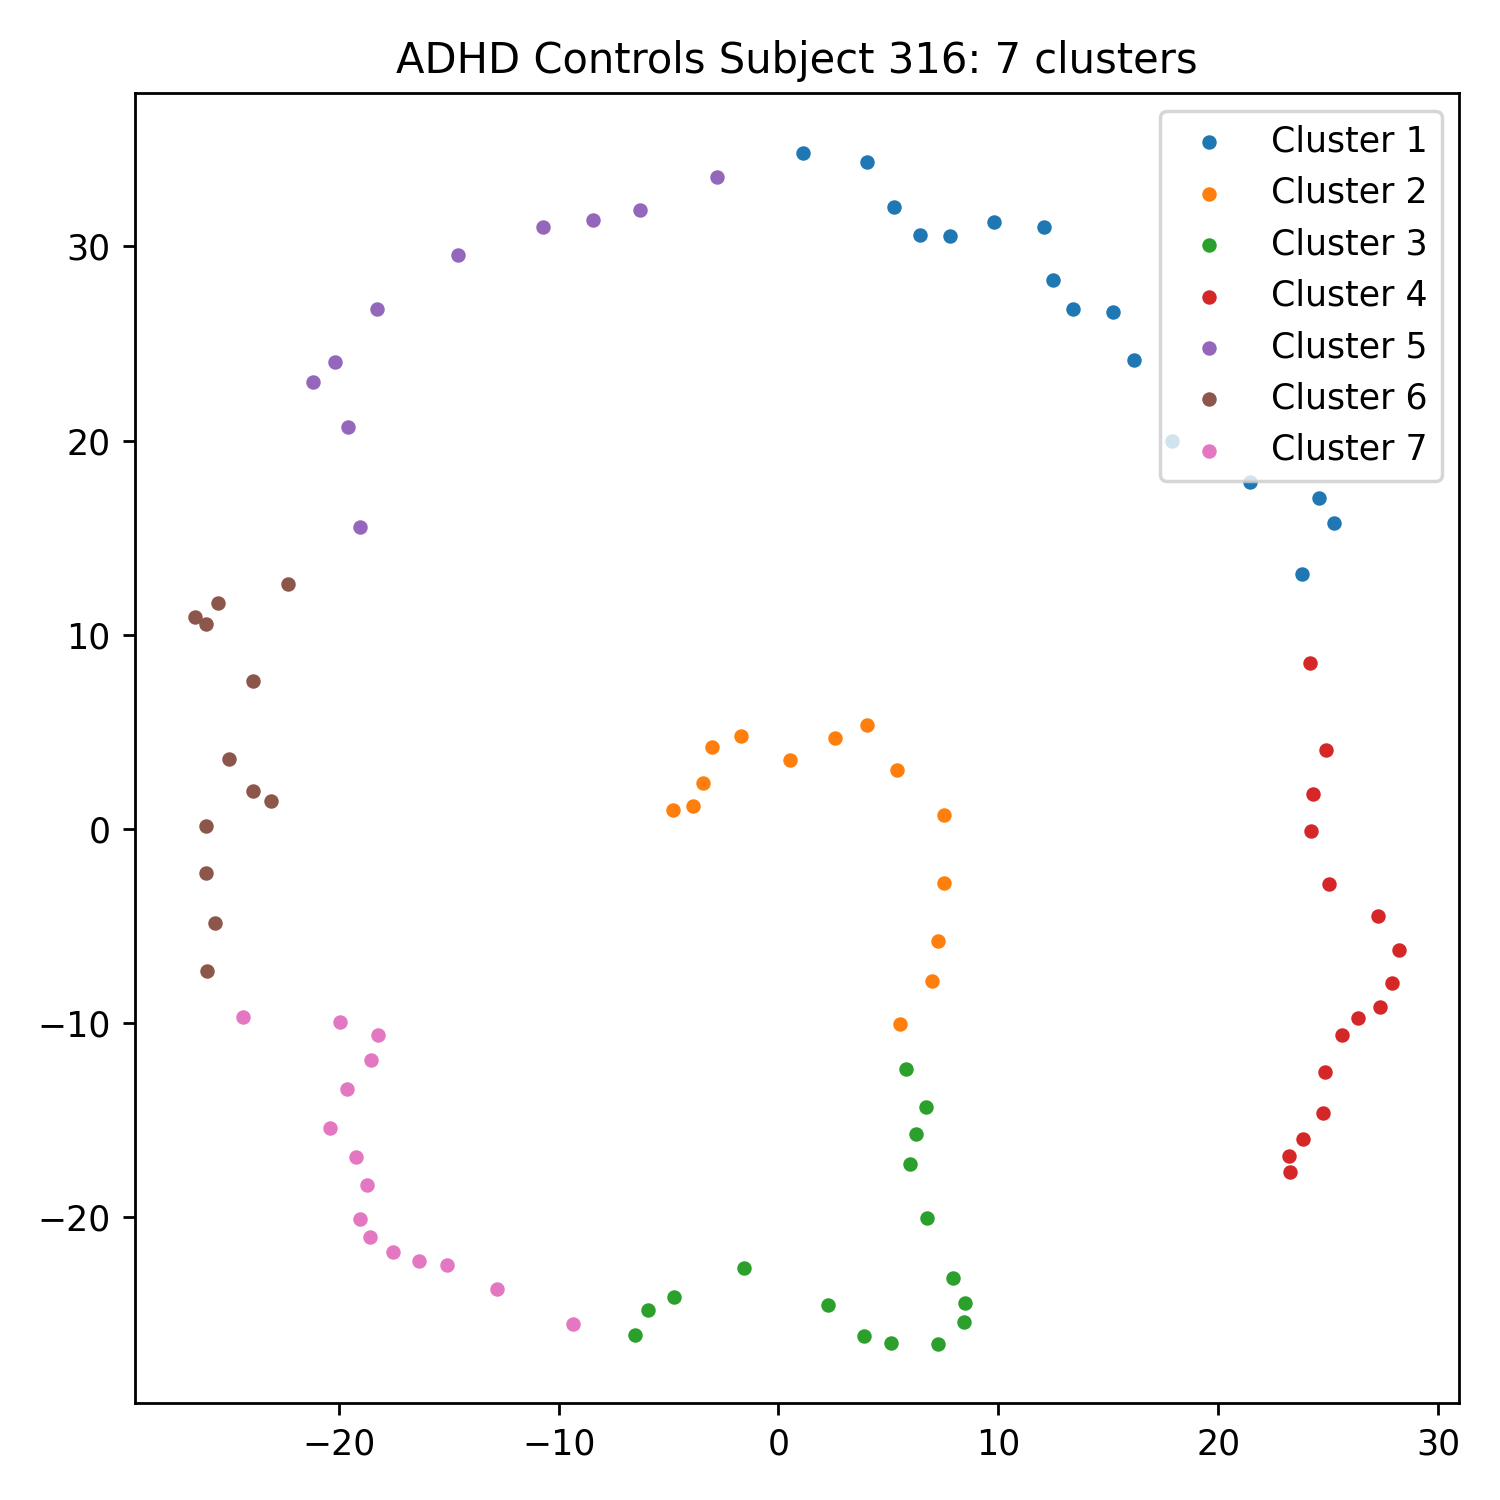 ADHD Controls Subject 316: 7 clusters
Cluster 1
Cluster 2
Cluster 3
Cluster 4
Cluster 5
Cluster 6
Cluster 7
30
20
10
0
−10
−20
−20 −10 0 10 20 30